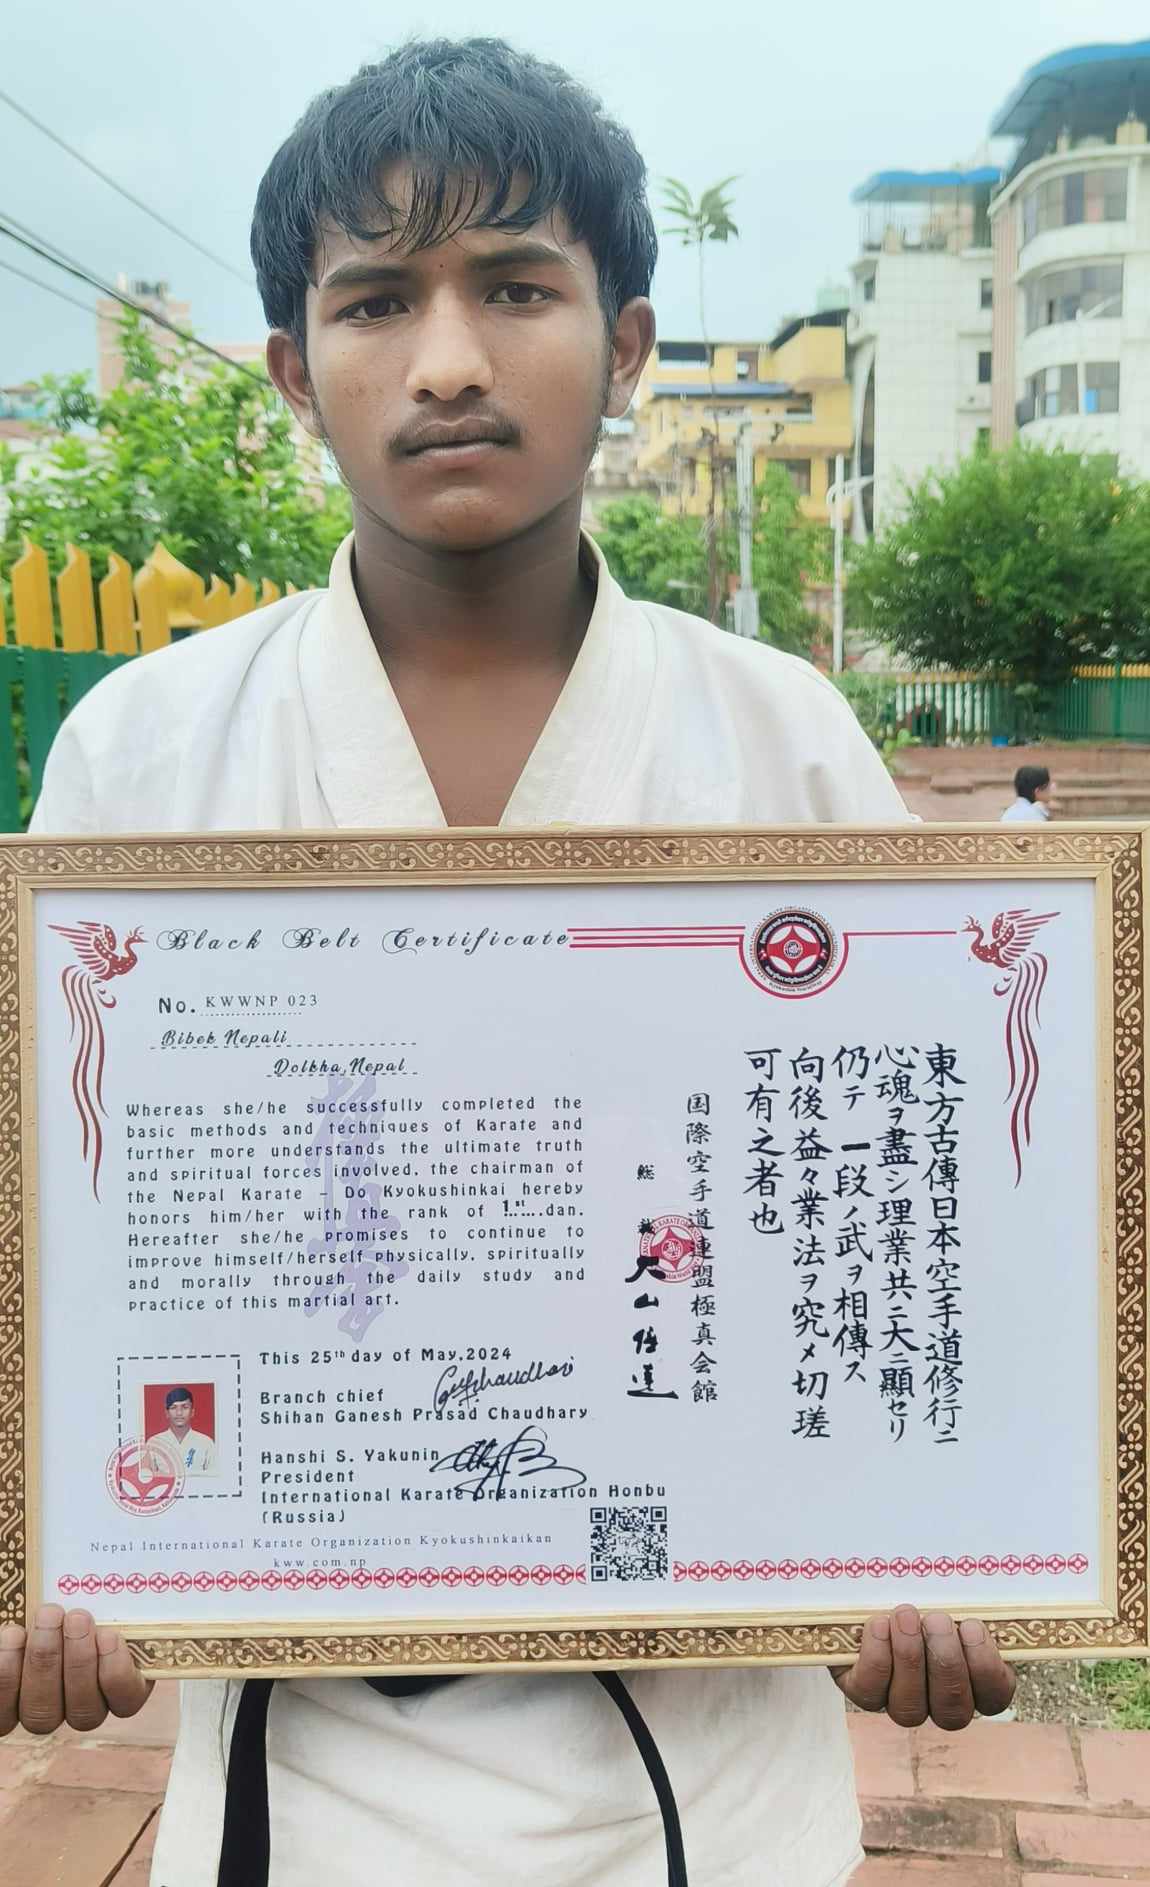 Black Belt Certificate
No. KWWNP 023
Bibek Nepali
Dolkha, Nepal
Whereas she/he successfully completed the
basic methods and techniques of Karate and
further more understands the ultimate truth
and spiritual forces involved. the chairman of
the Nepal Karate – Do Kyokushinkai hereby
honors him/her with the rank of 1st dan.
Hereafter she/he promises to continue to
improve himself/herself physically, spiritually
and morally through the daily study and
practice of this martial art.
This 25th day of May,2024
Branch chief
Shihan Ganesh Prasad Chaudhary
Hanshi S. Yakunin
President
International Karate Organization Honbu
(Russia)
Nepal International Karate Organization Kyokushinkaikan
kww.com.np
東方古傳日本空手道修行ニ
心魂ヲ盡シ理業共ニ大ニ顯セリ
仍テ 一段ノ武ヲ相傳ス
向後益々業法ヲ究メ切瑳
可有之者也
国際空手道連盟極真会館
総裁 大山倍達